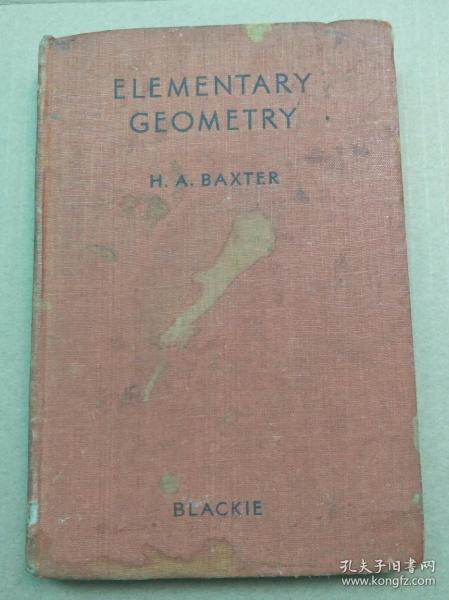 ELEMENTARY
GEOMETRY
H. A. BAXTER
BLACKIE
孔夫子旧书网
www.kongfz.com